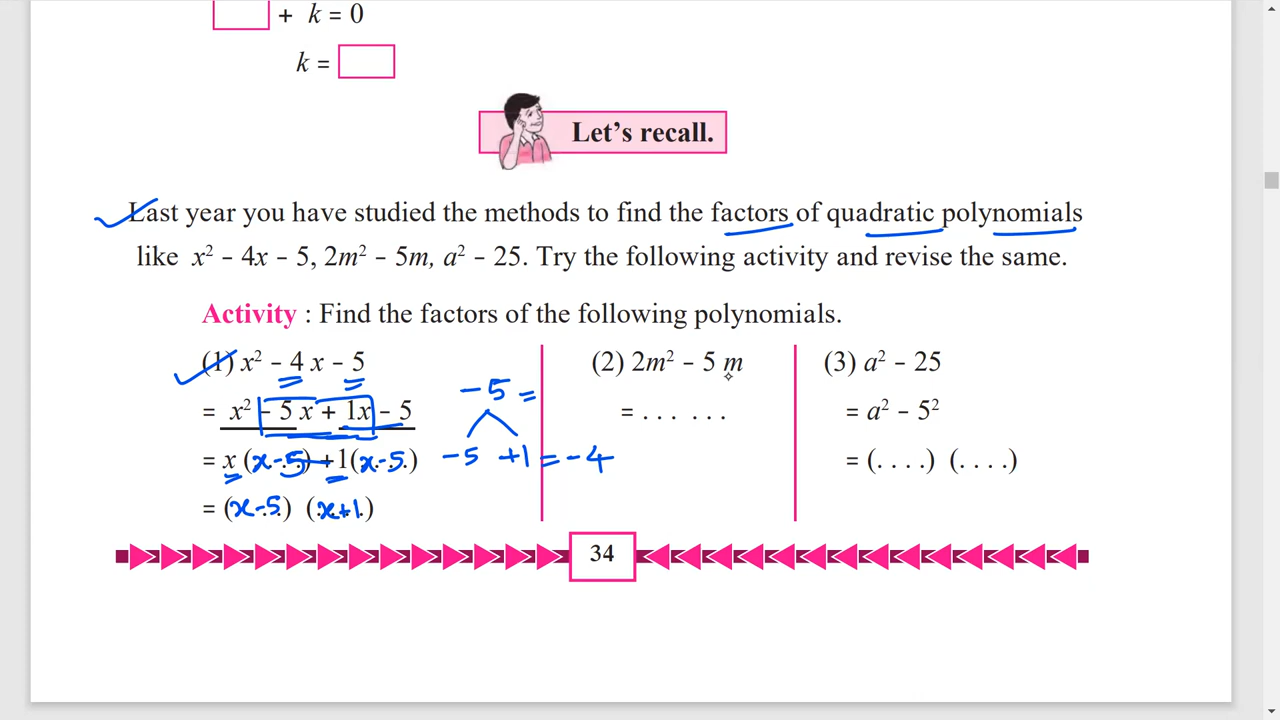 + k = 0
k =
Let's recall.
Last year you have studied the methods to find the factors of quadratic polynomials
like x² − 4x − 5, 2m² − 5m, a² − 25. Try the following activity and revise the same.
Activity : Find the factors of the following polynomials.
(1) x² − 4 x − 5
= x² − 5 x + 1x − 5
= x (x-5) + 1(x-5)
= (x-5) (x+1)
-5 =
-5 +1 = -4
(2) 2m² − 5 m
= . . . . . .
(3) a² − 25
= a² − 5²
= (. . . .) (. . . .)
34